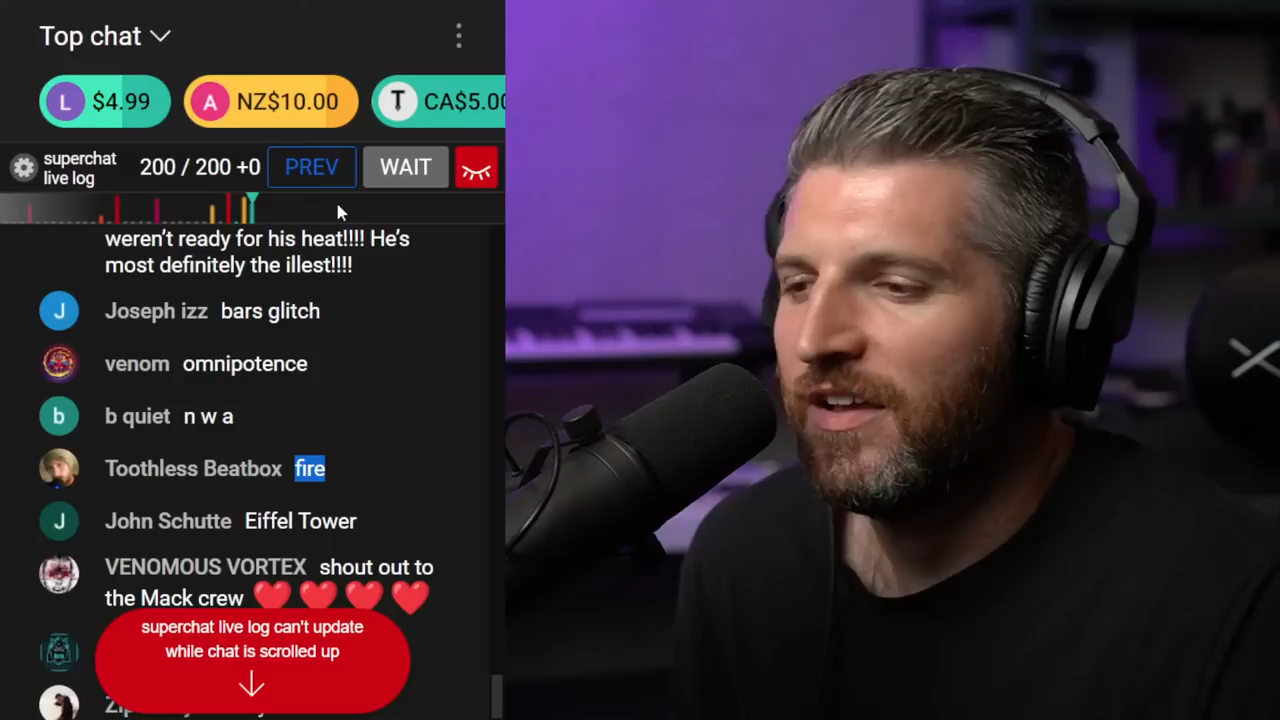 Top chat
L $4.99 A NZ$10.00 T CA$5.00
superchat
live log 200 / 200 +0 PREV WAIT
weren't ready for his heat!!!! He's
most definitely the illest!!!!
J Joseph izz bars glitch
venom omnipotence
b b quiet n w a
Toothless Beatbox fire
J John Schutte Eiffel Tower
VENOMOUS VORTEX shout out to
the Mack crew ❤️ ❤️ ❤️ ❤️
superchat live log can't update
while chat is scrolled up